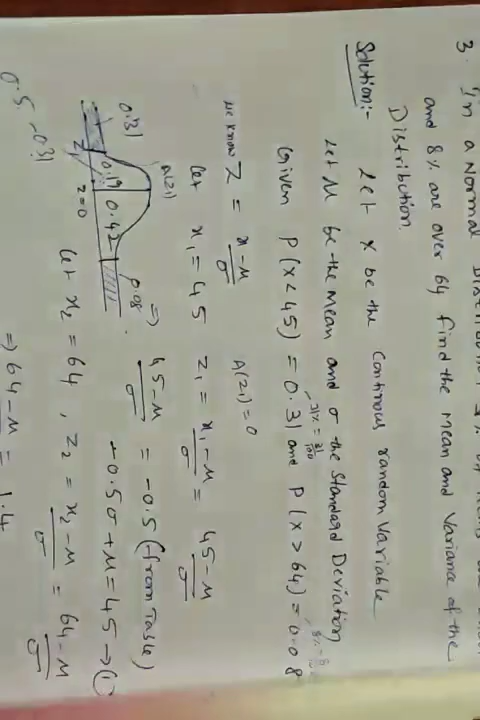 3. In a Normal
and 8% are over 64 find the mean and variance of the
Distribution.
Solution:- Let x be the continous random variable
Let μ be the mean and σ the Standard Deviation
Given P(x<45) = 0.31 and P(x>64) = 0.08
31% = 31/100
we know Z = x-μ/σ
A(z1) = 0
let x1 = 45 z1 = x1-μ/σ = 45-μ/σ
A(z1)
0.31
0.19
0.42
0.08
z=0
⇒ 45-μ/σ = -0.5 (from Table)
-0.5σ+μ=45 →(1)
let x2 = 64, z2 = x2-μ/σ = 64-μ/σ
0.5 -0.31
⇒ 64-μ = 1.4